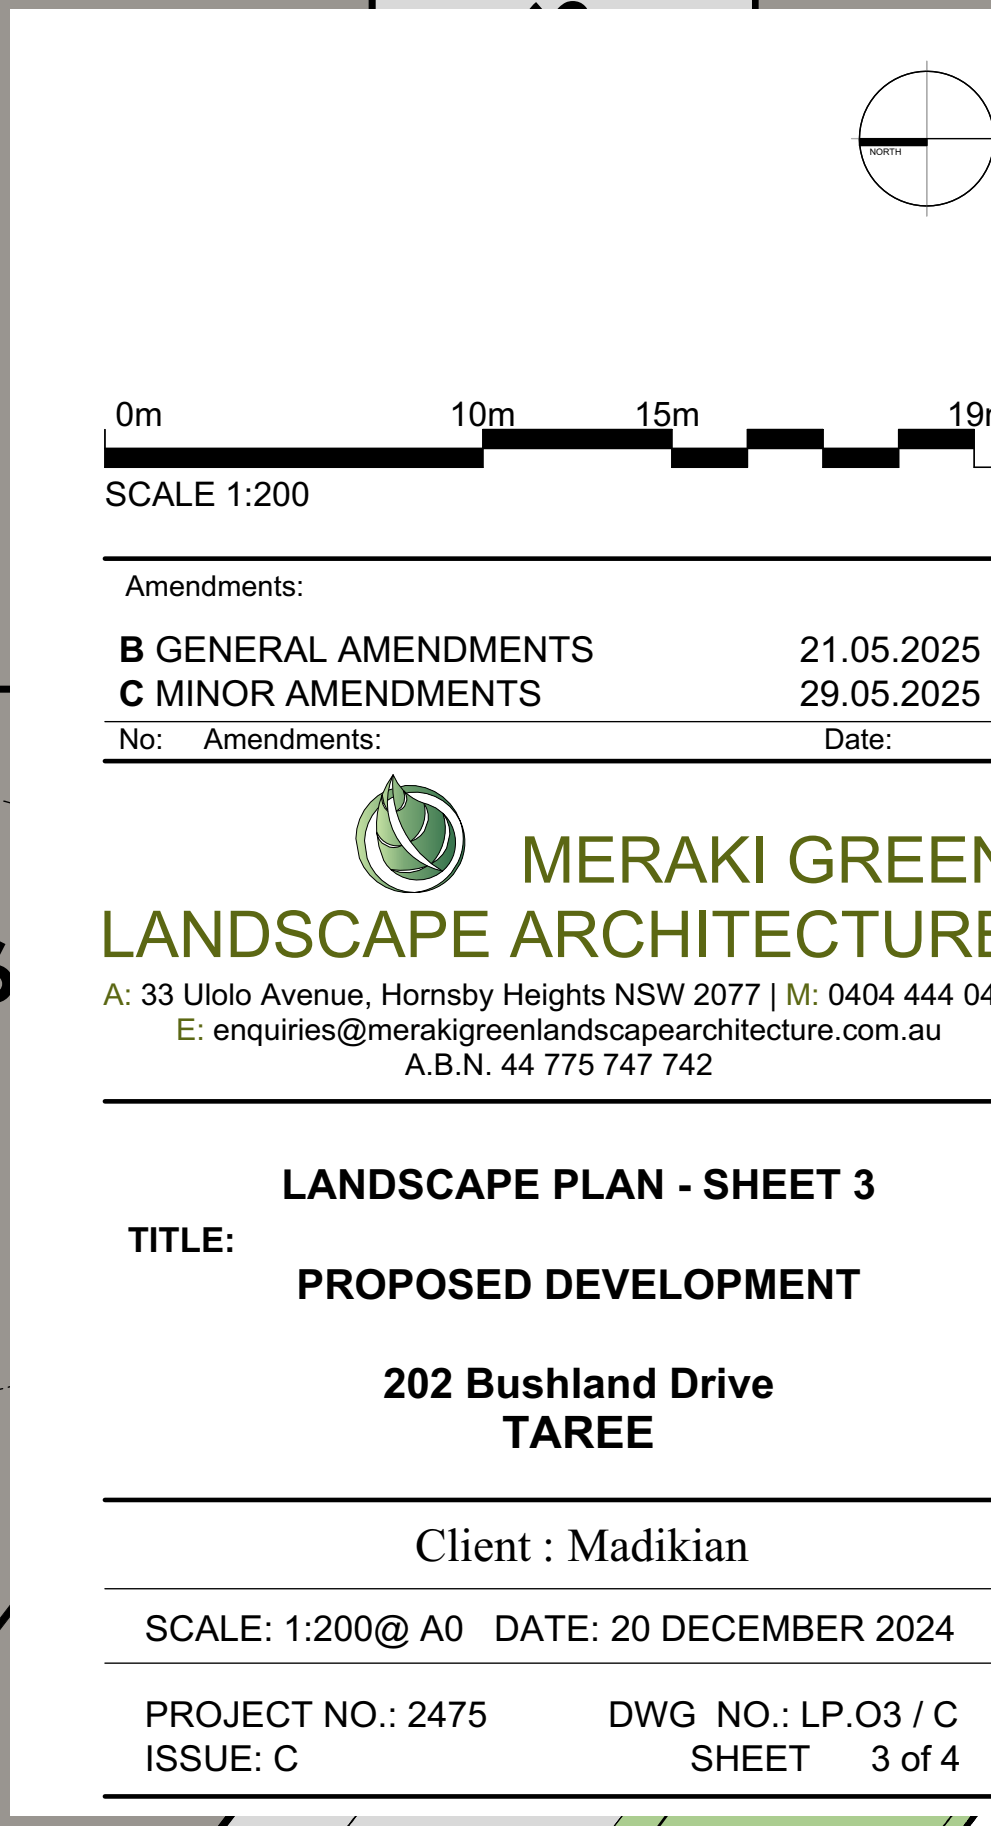 NORTH
0m 10m 15m 19m
SCALE 1:200
Amendments:
B GENERAL AMENDMENTS 21.05.2025
C MINOR AMENDMENTS 29.05.2025
No: Amendments: Date:
MERAKI GREEN
LANDSCAPE ARCHITECTURE
A: 33 Ulolo Avenue, Hornsby Heights NSW 2077 | M: 0404 444 04
E: enquiries@merakigreenlandscapearchitecture.com.au
A.B.N. 44 775 747 742
LANDSCAPE PLAN - SHEET 3
TITLE:
PROPOSED DEVELOPMENT
202 Bushland Drive
TAREE
Client : Madikian
SCALE: 1:200@ A0 DATE: 20 DECEMBER 2024
PROJECT NO.: 2475 DWG NO.: LP.O3 / C
ISSUE: C SHEET 3 of 4